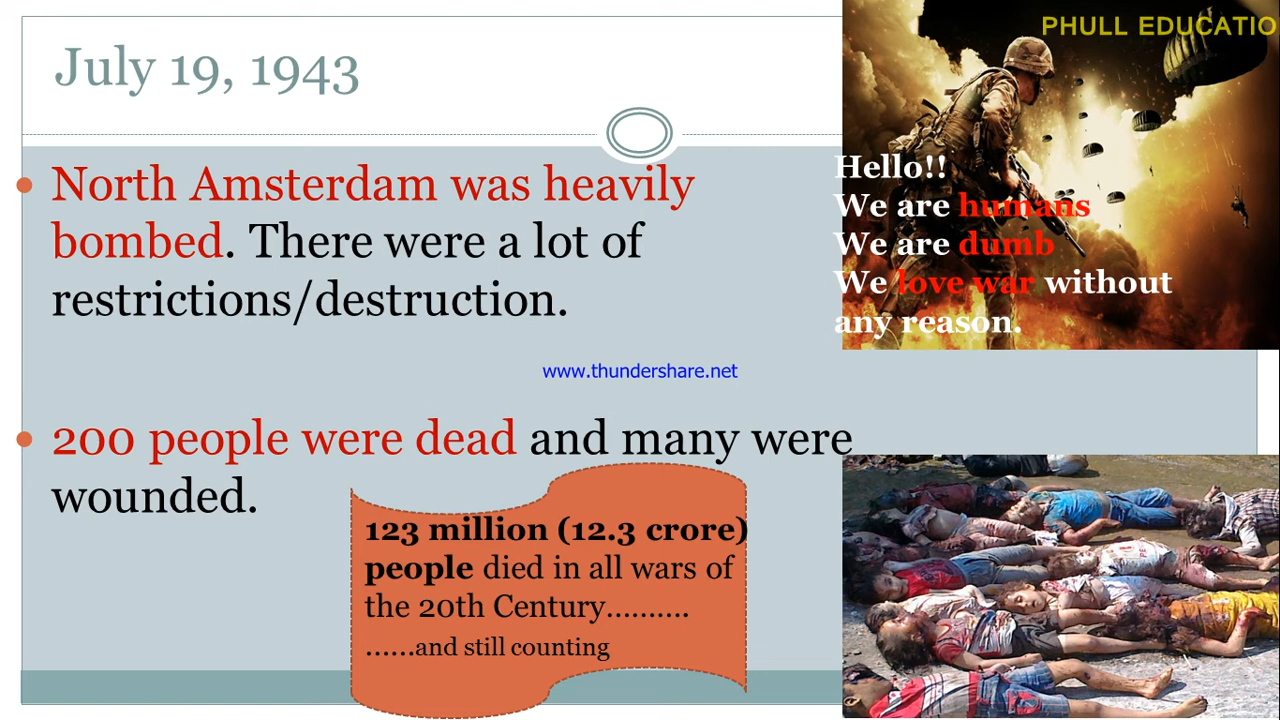 July 19, 1943
PHULL EDUCATIO
North Amsterdam was heavily
bombed. There were a lot of
restrictions/destruction.
Hello!!
We are humans
We are dumb
We love war without
any reason.
www.thundershare.net
200 people were dead and many were
wounded.
123 million (12.3 crore)
people died in all wars of
the 20th Century..........
......and still counting